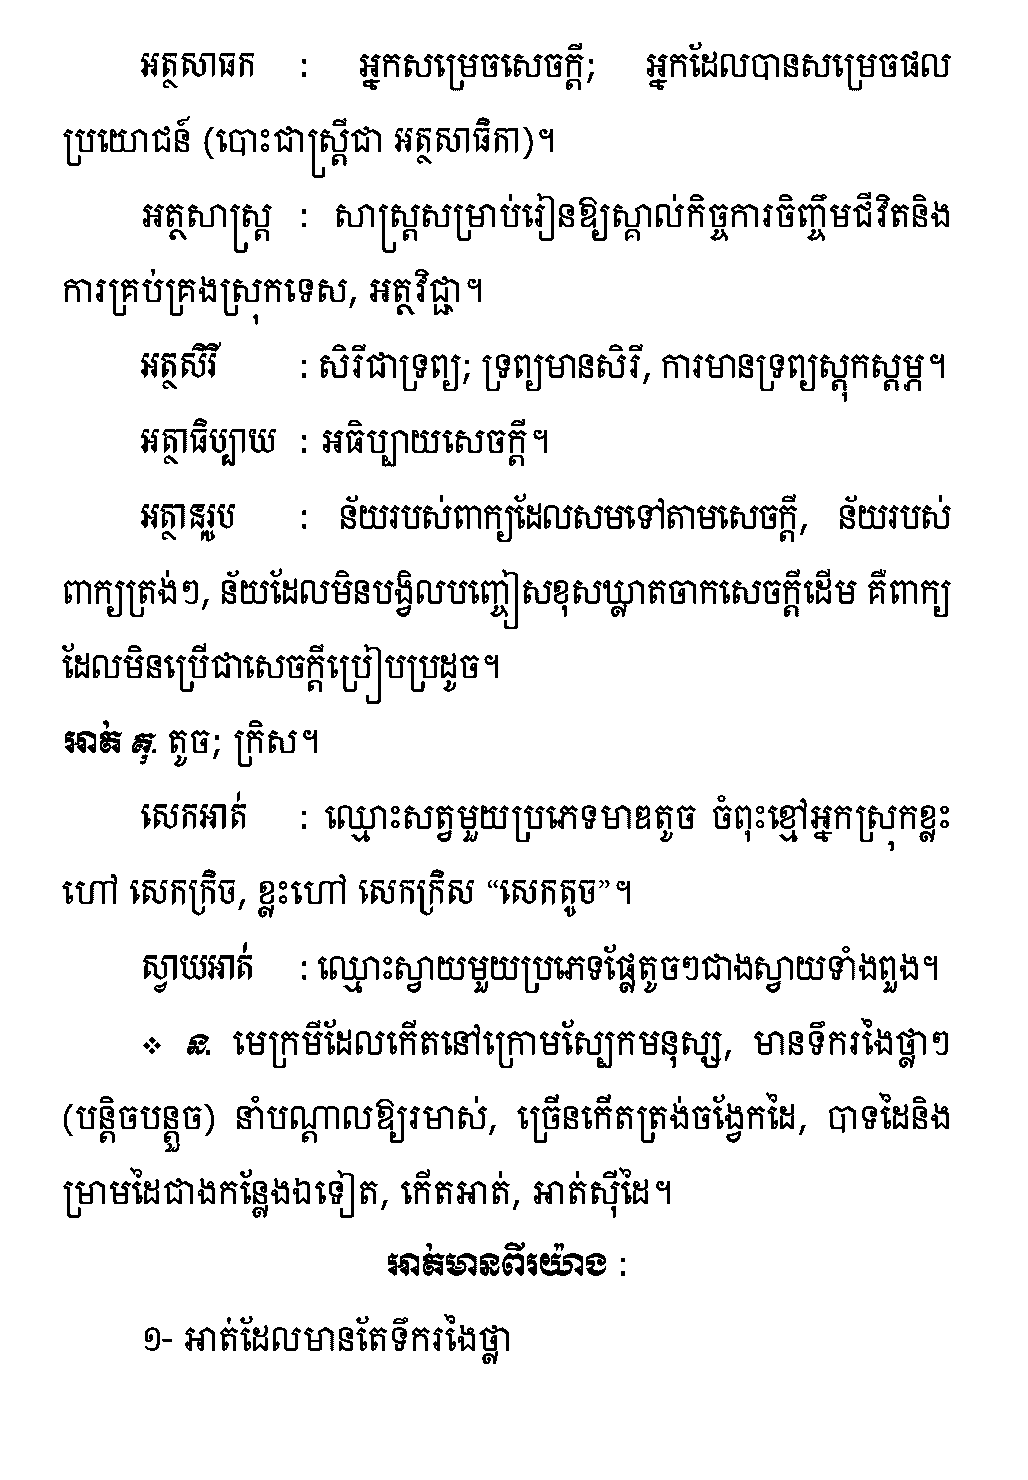 អត្ថសាធក : អ្នកសម្រេចសេចក្ដី; អ្នកដែលបានសម្រេចផល
ប្រយោជន៍ (បោះជាស្ត្រីជា អត្ថសាធិកា)។
អត្ថសាស្ត្រ : សាស្ត្រសម្រាប់រៀនឱ្យស្គាល់កិច្ចការចិញ្ចឹមជីវិតនិង
ការគ្រប់គ្រងស្រុកទេស, អត្ថវិជ្ជា។
អត្ថសិរី : សិរីជាទ្រព្យ; ទ្រព្យមានសិរី, ការមានទ្រព្យស្ដុកស្ដម្ភ។
អត្ថាធិប្បាយ : អធិប្បាយសេចក្ដី។
អត្ថានុរូប : ន័យរបស់ពាក្យដែលសមទៅតាមសេចក្ដី, ន័យរបស់
ពាក្យត្រង់ៗ, ន័យដែលមិនបង្វិលបញ្ចៀសខុសឃ្លាតចាកសេចក្ដីដើម គឺពាក្យ
ដែលមិនប្រើជាសេចក្ដីប្រៀបប្រដូច។
អាត់ គុ. តូច; ក្រិស។
សេកអាត់ : ឈ្មោះសត្វមួយប្រភេទមាឌតូច ចំពុះខ្មៅអ្នកស្រុកខ្លះ
ហៅ សេកក្រិច, ខ្លះហៅ សេកក្រិស “សេកតូច”។
ស្វាយអាត់ : ឈ្មោះស្វាយមួយប្រភេទផ្លែតូចៗជាងស្វាយទាំងពួង។
❖ ន. មេក្រមីដែលកើតនៅក្រោមស្បែកមនុស្ស, មានទឹករងៃថ្លាៗ
(បន្តិចបន្តួច) នាំបណ្ដាលឱ្យរមាស់, ច្រើនកើតត្រង់ចង្វែកដៃ, បាទដៃនិង
ម្រាមដៃជាងកន្លែងឯទៀត, កើតអាត់, អាត់ស៊ីដៃ។
អាត់មានពីរយ៉ាង :
១- អាត់ដែលមានតែទឹករងៃថ្លា